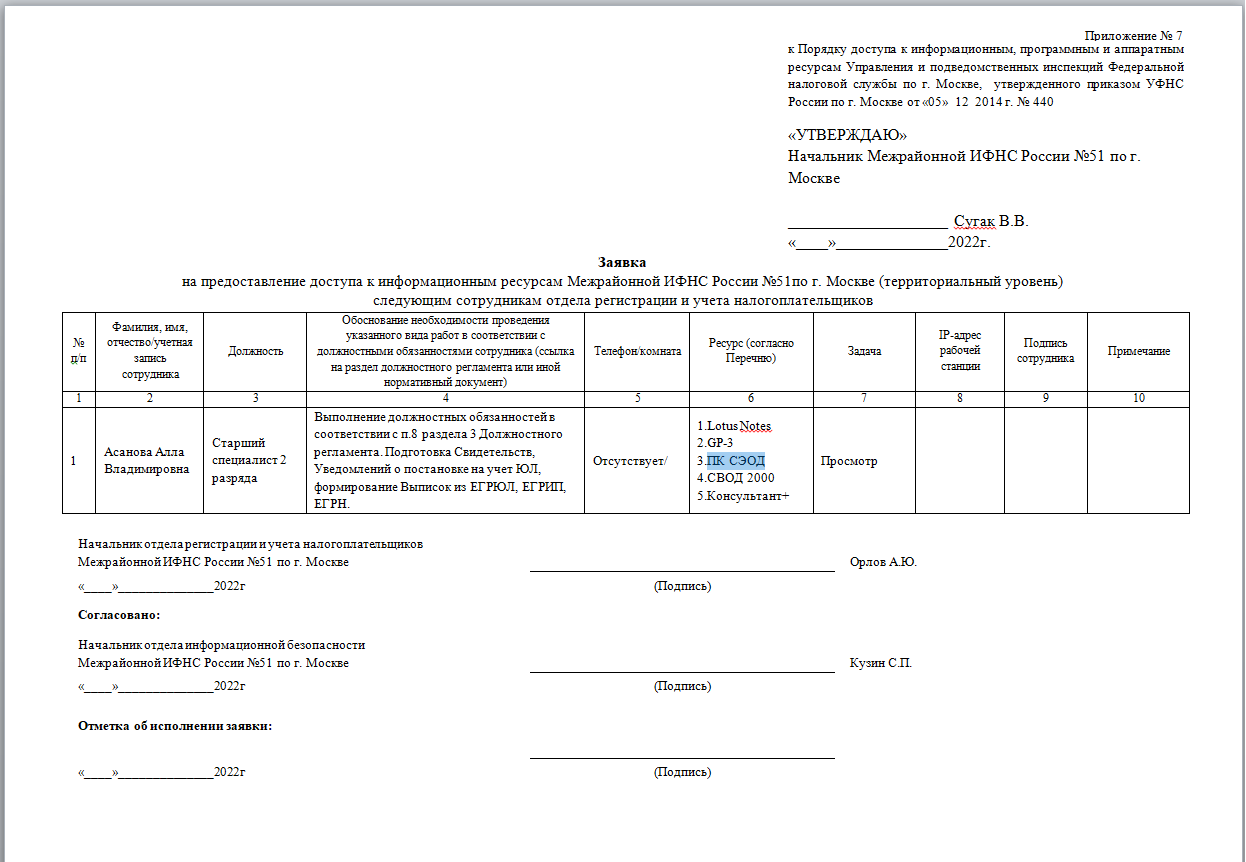 Приложение № 7
к Порядку доступа к информационным, программным и аппаратным
ресурсам Управления и подведомственных инспекций Федеральной
налоговой службы по г. Москве, утвержденного приказом УФНС
России по г. Москве от «05» 12 2014 г. № 440
«УТВЕРЖДАЮ»
Начальник Межрайонной ИФНС России №51 по г.
Москве
____________________ Сугак В.В.
«____»______________2022г.
Заявка
на предоставление доступа к информационным ресурсам Межрайонной ИФНС России №51по г. Москве (территориальный уровень)
следующим сотрудникам отдела регистрации и учета налогоплательщиков
№
п/п
Фамилия, имя,
отчество/учетная
запись
сотрудника
Должность
Обоснование необходимости проведения
указанного вида работ в соответствии с
должностными обязанностями сотрудника (ссылка
на раздел должностного регламента или иной
нормативный документ)
Телефон/комната
Ресурс (согласно
Перечню)
Задача
IP-адрес
рабочей
станции
Подпись
сотрудника
Примечание
1 2 3 4 5 6 7 8 9 10
1
Асанова Алла
Владимировна
Старший
специалист 2
разряда
Выполнение должностных обязанностей в
соответствии с п.8 раздела 3 Должностного
регламента. Подготовка Свидетельств,
Уведомлений о постановке на учет ЮЛ,
формирование Выписок из ЕГРЮЛ, ЕГРИП,
ЕГРН.
Отсутствует/
1.Lotus Notes
2.GP-3
3.ПК СЭОД
4.СВОД 2000
5.Консультант+
Просмотр
Начальник отдела регистрации и учета налогоплательщиков
Межрайонной ИФНС России №51 по г. Москве
Орлов А.Ю.
«____»______________2022г
(Подпись)
Согласовано:
Начальник отдела информационной безопасности
Межрайонной ИФНС России №51 по г. Москве
Кузин С.П.
«____»______________2022г
(Подпись)
Отметка об исполнении заявки:
«____»______________2022г
(Подпись)